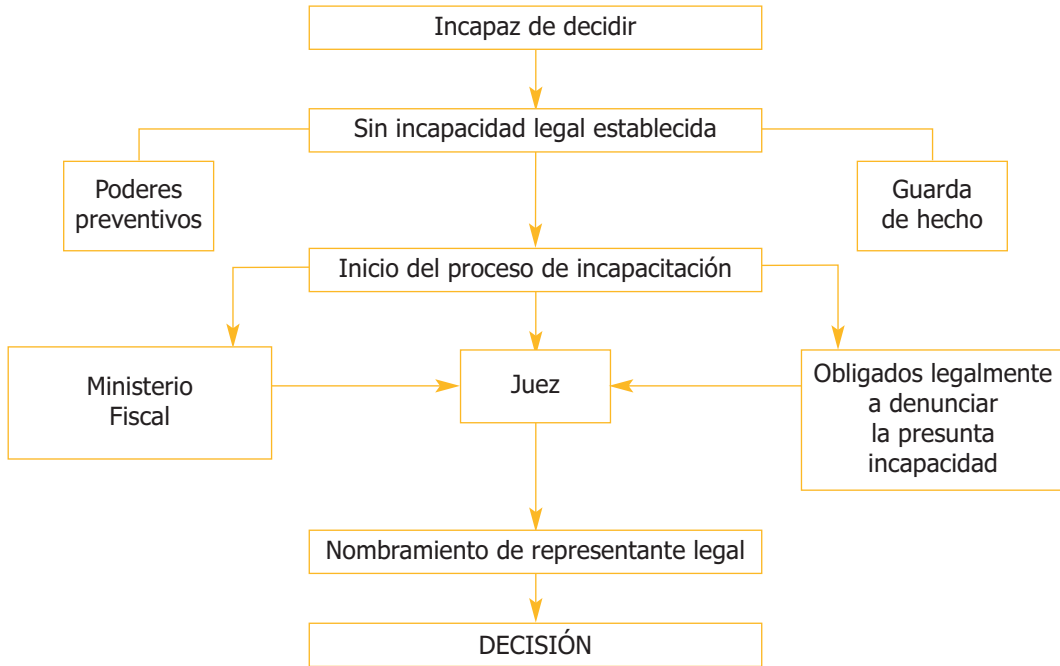 Incapaz de decidir
Sin incapacidad legal establecida
Poderes
preventivos
Guarda
de hecho
Inicio del proceso de incapacitación
Ministerio
Fiscal
Juez
Obligados legalmente
a denunciar
la presunta
incapacidad
Nombramiento de representante legal
DECISIÓN